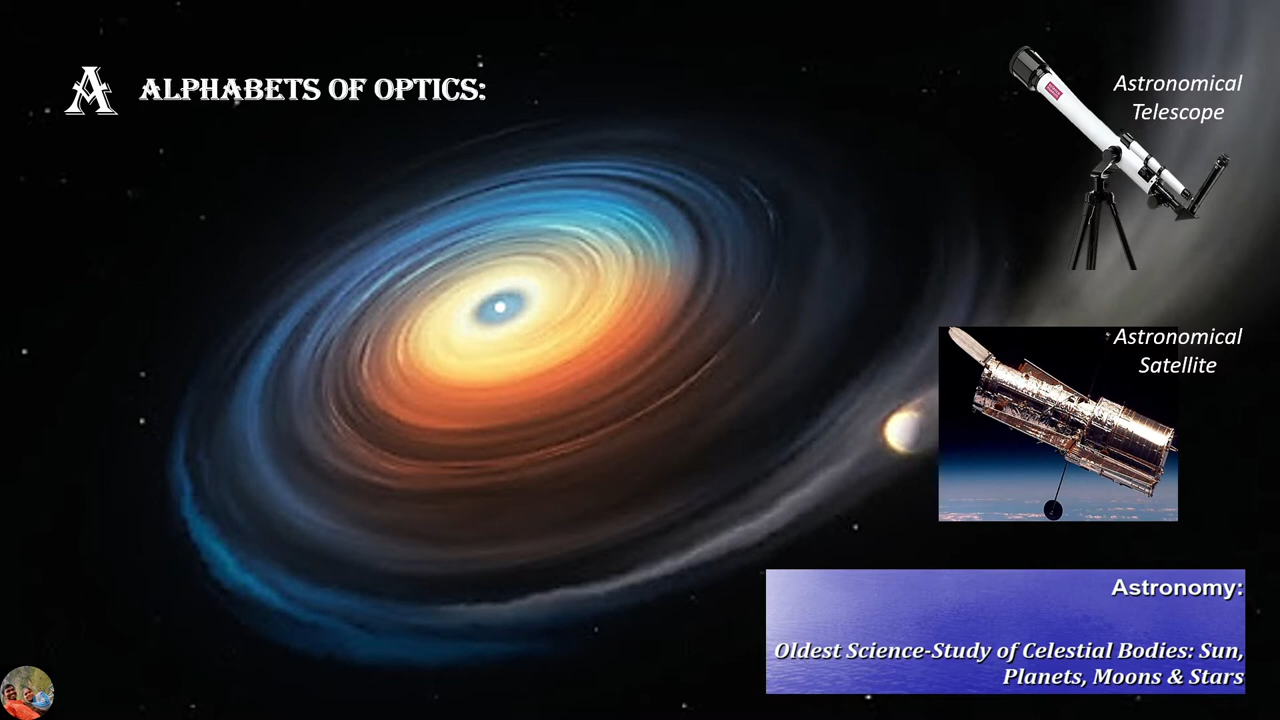 A ALPHABETS OF OPTICS:
Astronomical
Telescope
Astronomical
Satellite
Astronomy:
Oldest Science-Study of Celestial Bodies: Sun,
Planets, Moons & Stars